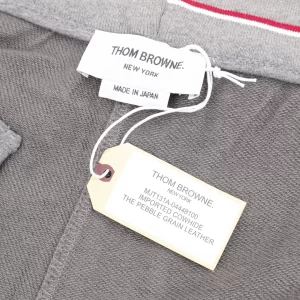 THOM BROWNE.
NEW YORK
MADE IN JAPAN
THOM BROWNE.
NEW YORK
MJT131A-04448100
IMPORTED COWHIDE
THE PEBBLE GRAIN LEATHER